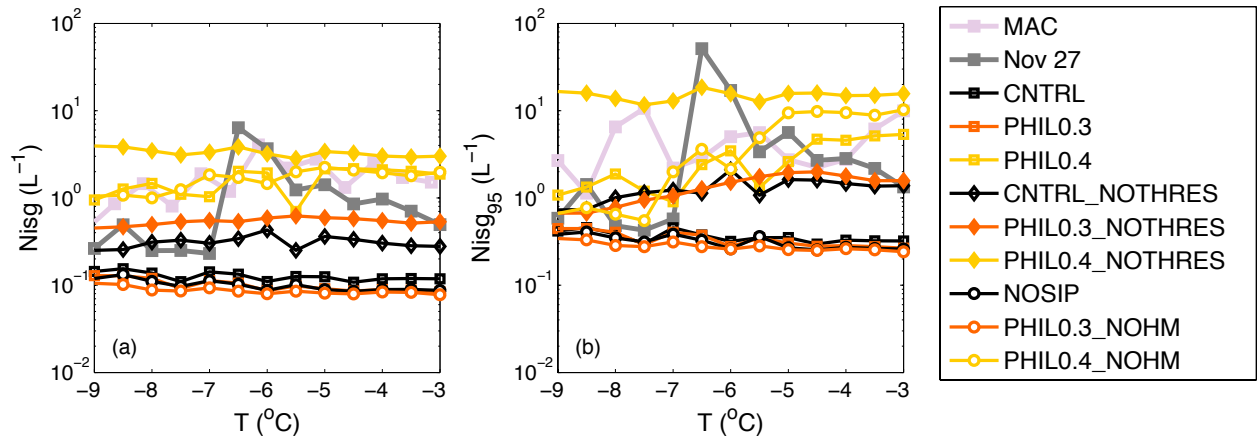 Nisg (L⁻¹)
10²
10¹
10⁰
10⁻¹
10⁻²
(a)
−9 −8 −7 −6 −5 −4 −3
T (°C)
Nisg₉₅ (L⁻¹)
10²
10¹
10⁰
10⁻¹
10⁻²
(b)
−9 −8 −7 −6 −5 −4 −3
T (°C)
MAC
Nov 27
CNTRL
PHIL0.3
PHIL0.4
CNTRL_NOTHRES
PHIL0.3_NOTHRES
PHIL0.4_NOTHRES
NOSIP
PHIL0.3_NOHM
PHIL0.4_NOHM